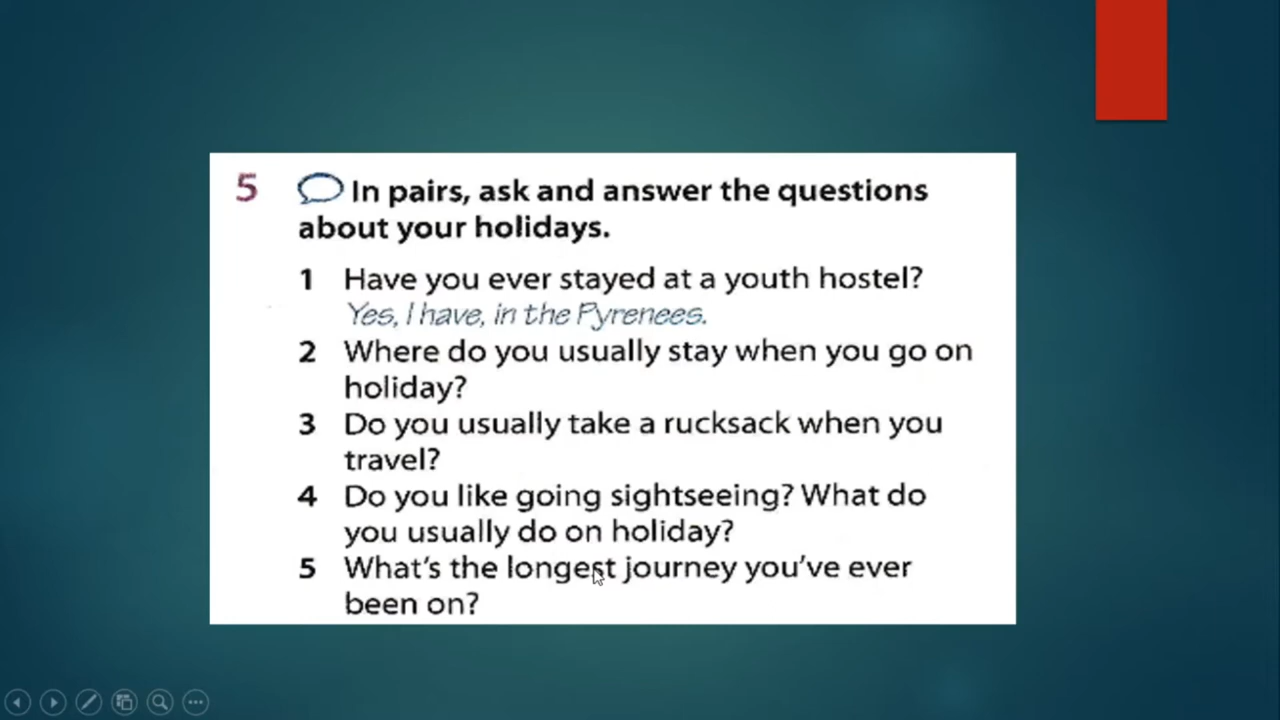 5 In pairs, ask and answer the questions
about your holidays.
1 Have you ever stayed at a youth hostel?
Yes, I have, in the Pyrenees.
2 Where do you usually stay when you go on
holiday?
3 Do you usually take a rucksack when you
travel?
4 Do you like going sightseeing? What do
you usually do on holiday?
5 What's the longest journey you've ever
been on?